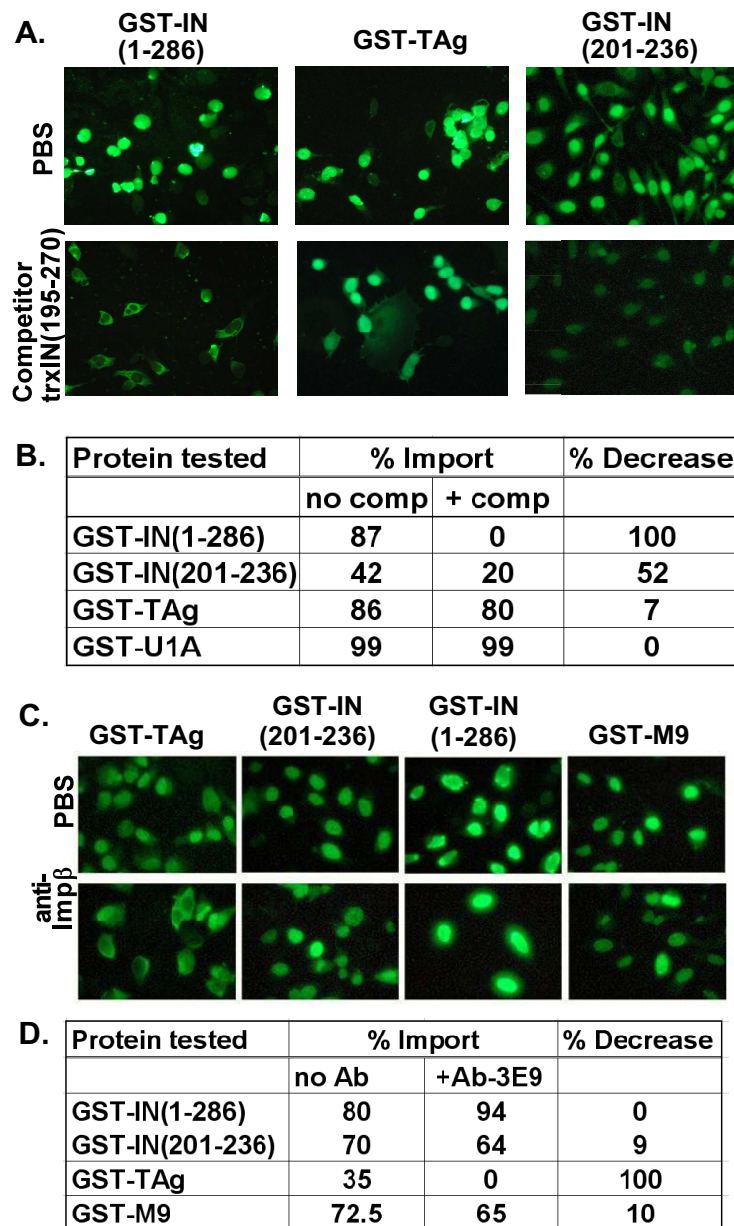 A.
GST-IN
(1-286)
GST-TAg
GST-IN
(201-236)
PBS
Competitor
trxIN(195-270)
B.
Protein tested % Import % Decrease
no comp + comp
GST-IN(1-286) 87 0 100
GST-IN(201-236) 42 20 52
GST-TAg 86 80 7
GST-U1A 99 99 0
C.
GST-TAg
GST-IN
(201-236)
GST-IN
(1-286)
GST-M9
PBS
anti-
Impβ
D.
Protein tested % Import % Decrease
no Ab +Ab-3E9
GST-IN(1-286) 80 94 0
GST-IN(201-236) 70 64 9
GST-TAg 35 0 100
GST-M9 72.5 65 10